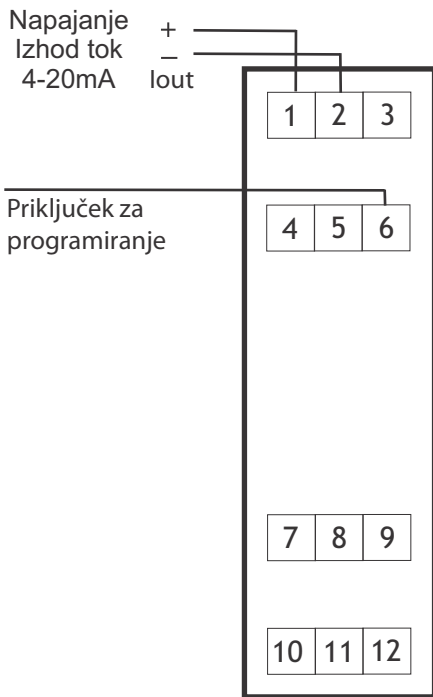 Napajanje +
Izhod tok –
4-20mA Iout
1 2 3
Priključek za
programiranje
4 5 6
7 8 9
10 11 12